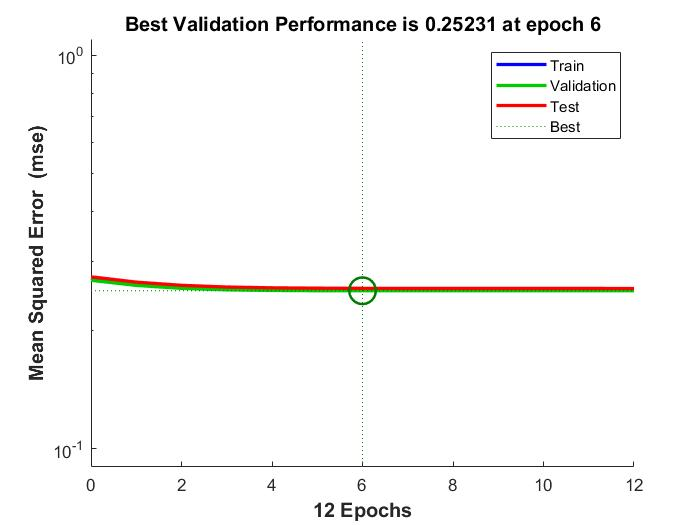 Best Validation Performance is 0.25231 at epoch 6
10^0
10^-1
Mean Squared Error (mse)
Train
Validation
Test
Best
0 2 4 6 8 10 12
12 Epochs